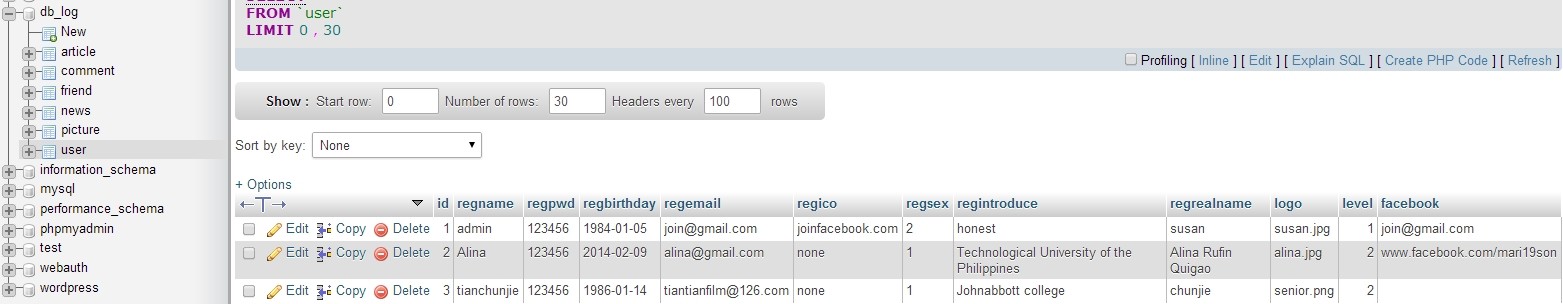 db_log
New
article
comment
friend
news
picture
user
information_schema
mysql
performance_schema
phpmyadmin
test
webauth
wordpress
FROM `user`
LIMIT 0 , 30
Profiling [ Inline ] [ Edit ] [ Explain SQL ] [ Create PHP Code ] [ Refresh ]
Show : Start row: 0 Number of rows: 30 Headers every 100 rows
Sort by key: None
+ Options
←T→ id regname regpwd regbirthday regemail regico regsex regintroduce regrealname logo level facebook
Edit Copy Delete 1 admin 123456 1984-01-05 join@gmail.com joinfacebook.com 2 honest susan susan.jpg 1 join@gmail.com
Edit Copy Delete 2 Alina 123456 2014-02-09 alina@gmail.com none 1 Technological University of the Alina Rufin alina.jpg 2 www.facebook.com/mari19son
Philippines Quigao
Edit Copy Delete 3 tianchunjie 123456 1986-01-14 tiantianfilm@126.com none 1 Johnabbott college chunjie senior.png 2